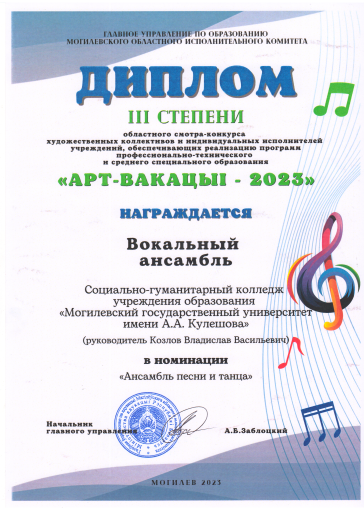 ГЛАВНОЕ УПРАВЛЕНИЕ ПО ОБРАЗОВАНИЮ
МОГИЛЕВСКОГО ОБЛАСТНОГО ИСПОЛНИТЕЛЬНОГО КОМИТЕТА
ДИПЛОМ
III СТЕПЕНИ
областного смотра-конкурса
художественных коллективов и индивидуальных исполнителей
учреждений, обеспечивающих реализацию программ
профессионально-технического
и среднего специального образования
«АРТ-ВАКАЦЫІ - 2023»
НАГРАЖДАЕТСЯ
Вокальный
ансамбль
Социально-гуманитарный колледж
учреждения образования
«Могилевский государственный университет
имени А.А. Кулешова»
(руководитель Козлов Владислав Васильевич)
в номинации
«Ансамбль песни и танца»
Начальник
главного управления
А.Б.Заблоцкий
МОГИЛЕВ 2023